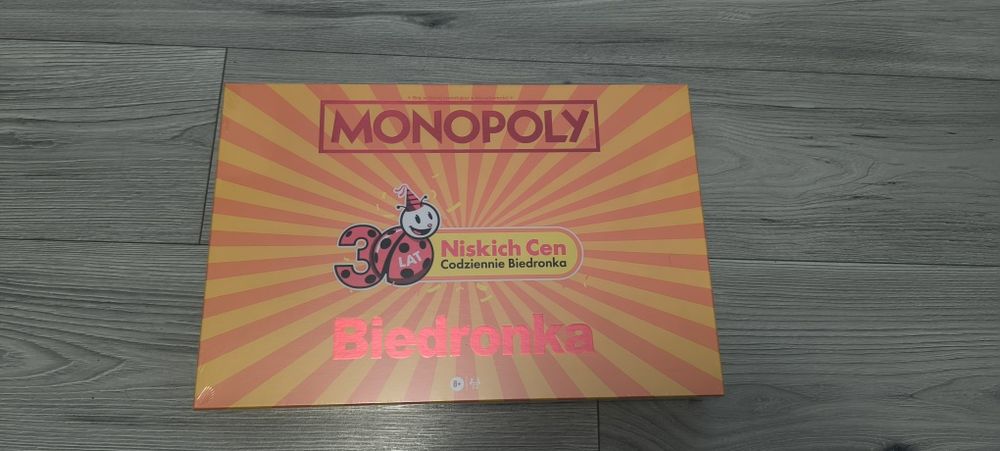 MONOPOLY
30
LAT
Niskich Cen
Codziennie Biedronka
Biedronka
8+